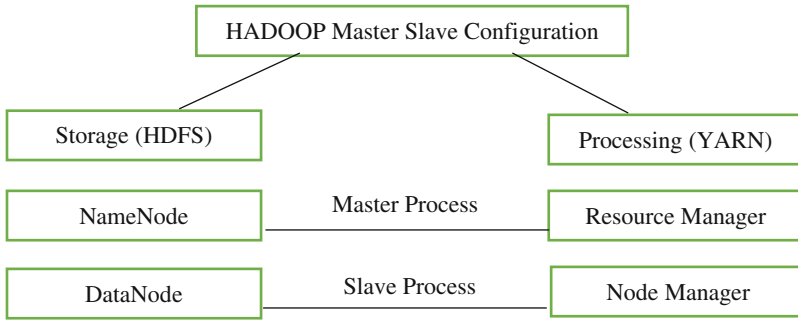 HADOOP Master Slave Configuration
Storage (HDFS)
Processing (YARN)
NameNode
Master Process
Resource Manager
DataNode
Slave Process
Node Manager